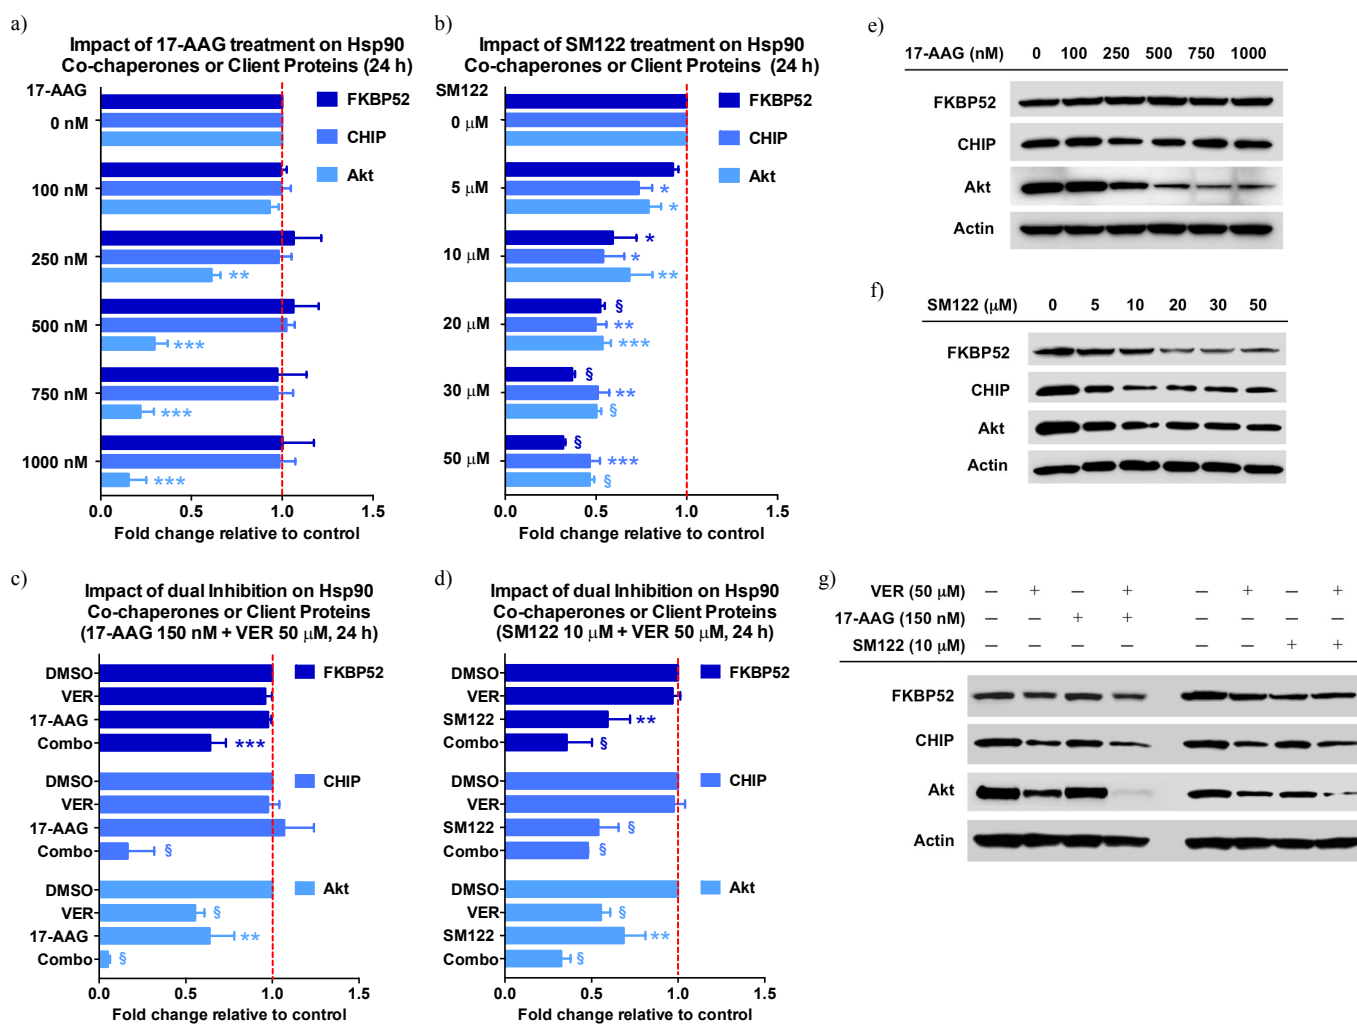 a)
Impact of 17-AAG treatment on Hsp90
Co-chaperones or Client Proteins (24 h)
17-AAG
0 nM
100 nM
250 nM
500 nM
750 nM
1000 nM
FKBP52
CHIP
Akt
**
***
***
***
0.0 0.5 1.0 1.5
Fold change relative to control
b)
Impact of SM122 treatment on Hsp90
Co-chaperones or Client Proteins (24 h)
SM122
0 μM
5 μM
10 μM
20 μM
30 μM
50 μM
FKBP52
CHIP
Akt
*
*
*
*
**
§
**
***
§
**
§
§
***
§
0.0 0.5 1.0 1.5
Fold change relative to control
e)
17-AAG (nM) 0 100 250 500 750 1000
FKBP52
CHIP
Akt
Actin
f)
SM122 (μM) 0 5 10 20 30 50
FKBP52
CHIP
Akt
Actin
c)
Impact of dual Inhibition on Hsp90
Co-chaperones or Client Proteins
(17-AAG 150 nM + VER 50 μM, 24 h)
DMSO
VER
17-AAG
Combo
***
FKBP52
DMSO
VER
17-AAG
Combo
§
CHIP
DMSO
VER
§
17-AAG
**
Combo
§
Akt
0.0 0.5 1.0 1.5
Fold change relative to control
d)
Impact of dual Inhibition on Hsp90
Co-chaperones or Client Proteins
(SM122 10 μM + VER 50 μM, 24 h)
DMSO
VER
SM122
**
Combo
§
FKBP52
DMSO
VER
SM122
§
Combo
§
CHIP
DMSO
VER
§
SM122
**
Combo
§
Akt
0.0 0.5 1.0 1.5
Fold change relative to control
g)
VER (50 μM) — + — + — + — +
17-AAG (150 nM) — — + + — — — —
SM122 (10 μM) — — — — — — + +
FKBP52
CHIP
Akt
Actin